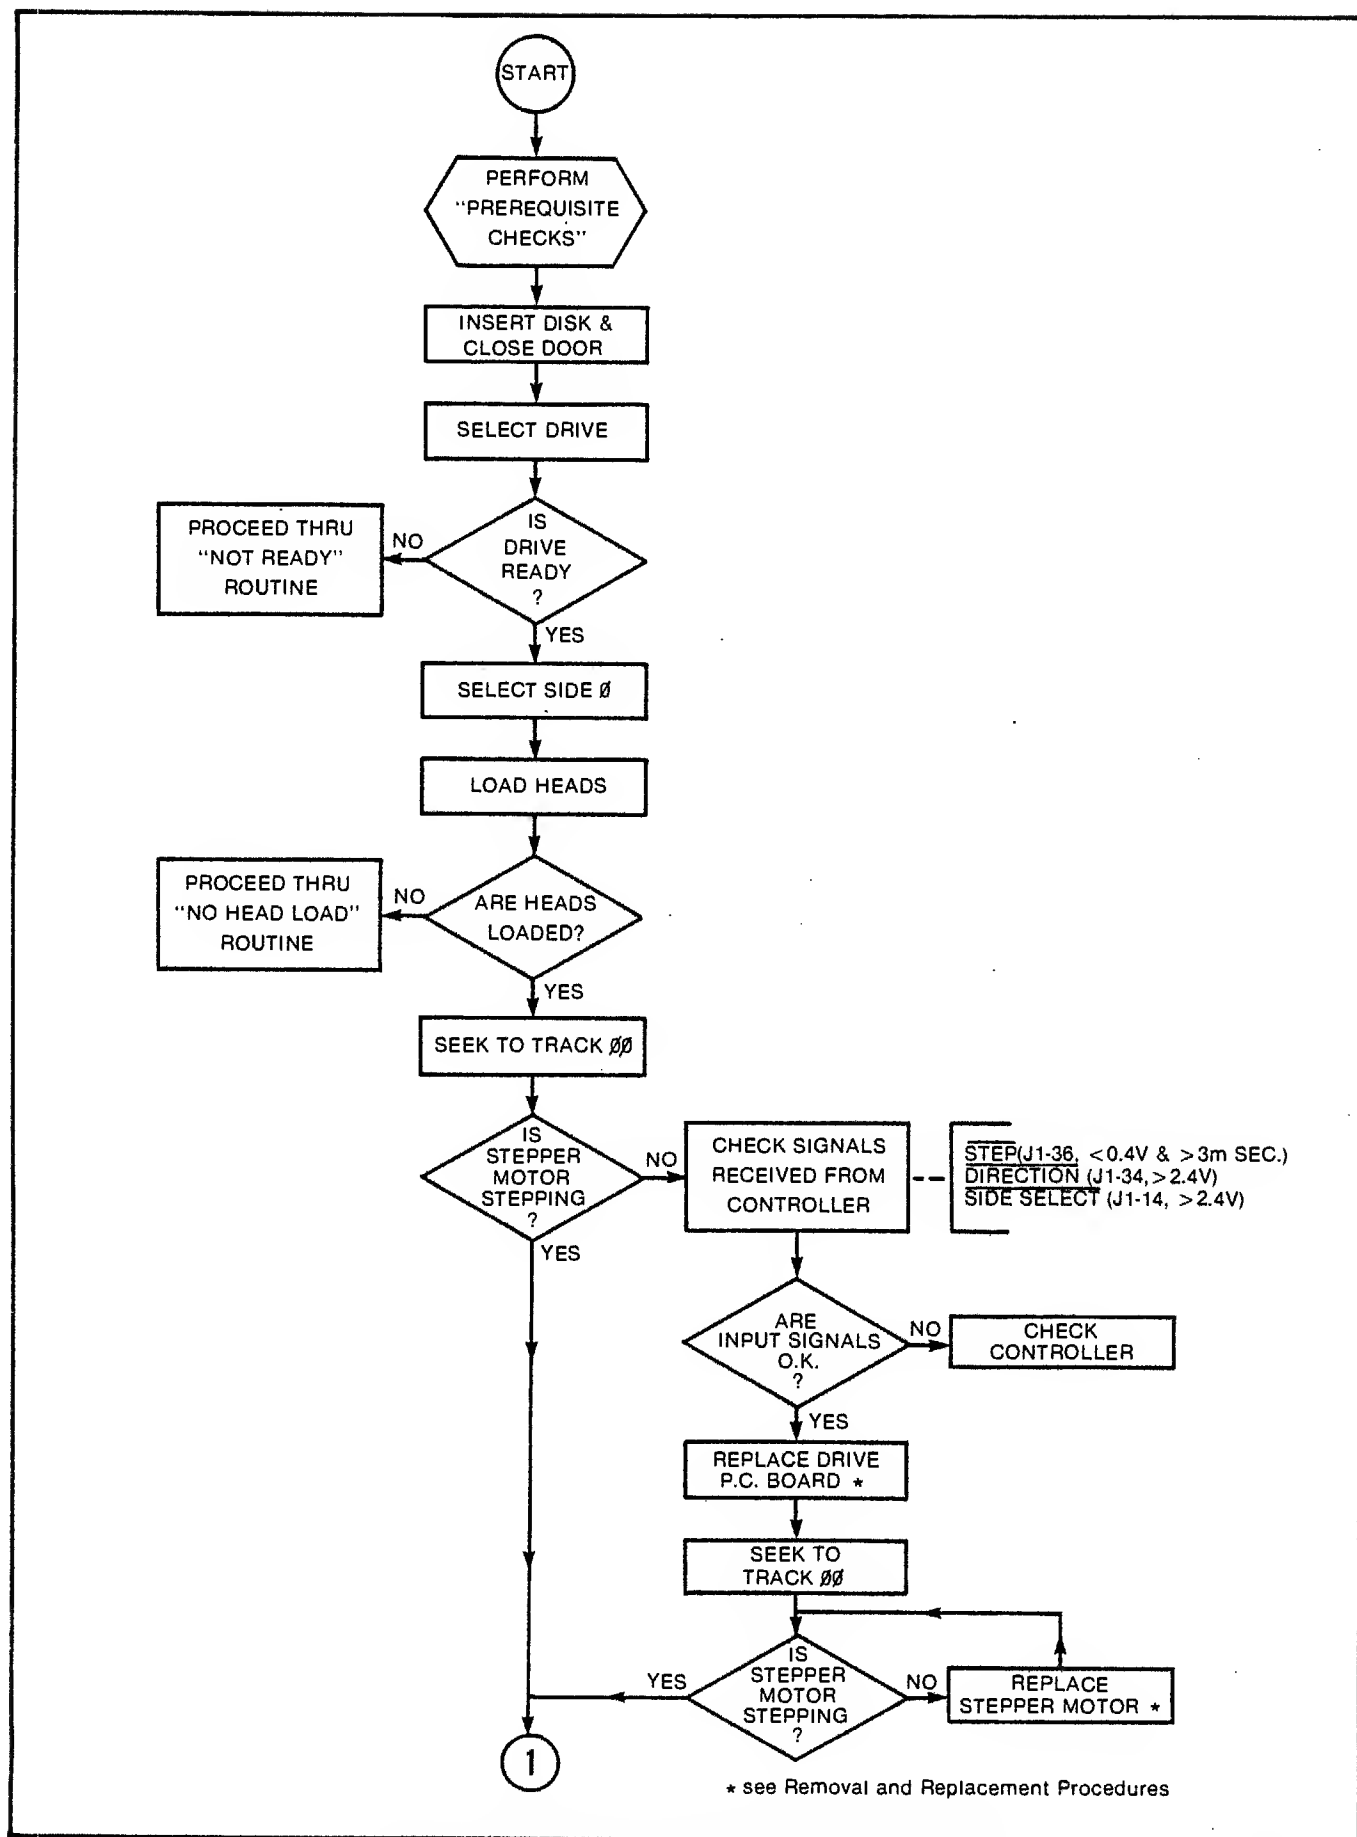 START
PERFORM
“PREREQUISITE
CHECKS”
INSERT DISK &
CLOSE DOOR
SELECT DRIVE
IS
DRIVE
READY
?
NO
PROCEED THRU
“NOT READY”
ROUTINE
YES
SELECT SIDE Ø
LOAD HEADS
ARE HEADS
LOADED?
NO
PROCEED THRU
“NO HEAD LOAD”
ROUTINE
YES
SEEK TO TRACK ØØ
IS
STEPPER
MOTOR
STEPPING
?
NO
CHECK SIGNALS
RECEIVED FROM
CONTROLLER
STEP(J1-36, <0.4V & >3m SEC.)
DIRECTION (J1-34,>2.4V)
SIDE SELECT (J1-14, >2.4V)
YES
ARE
INPUT SIGNALS
O.K.
?
NO
CHECK
CONTROLLER
YES
REPLACE DRIVE
P.C. BOARD *
SEEK TO
TRACK ØØ
IS
STEPPER
MOTOR
STEPPING
?
YES
NO
REPLACE
STEPPER MOTOR *
1
* see Removal and Replacement Procedures